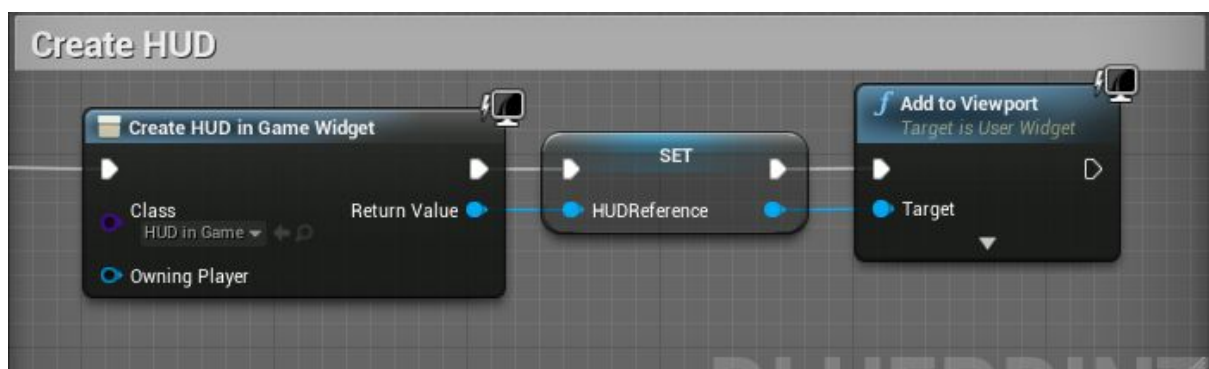 Create HUD
Create HUD in Game Widget
Class
HUD in Game
Return Value
Owning Player
SET
HUDReference
Add to Viewport
Target is User Widget
Target
BLUEPRINT